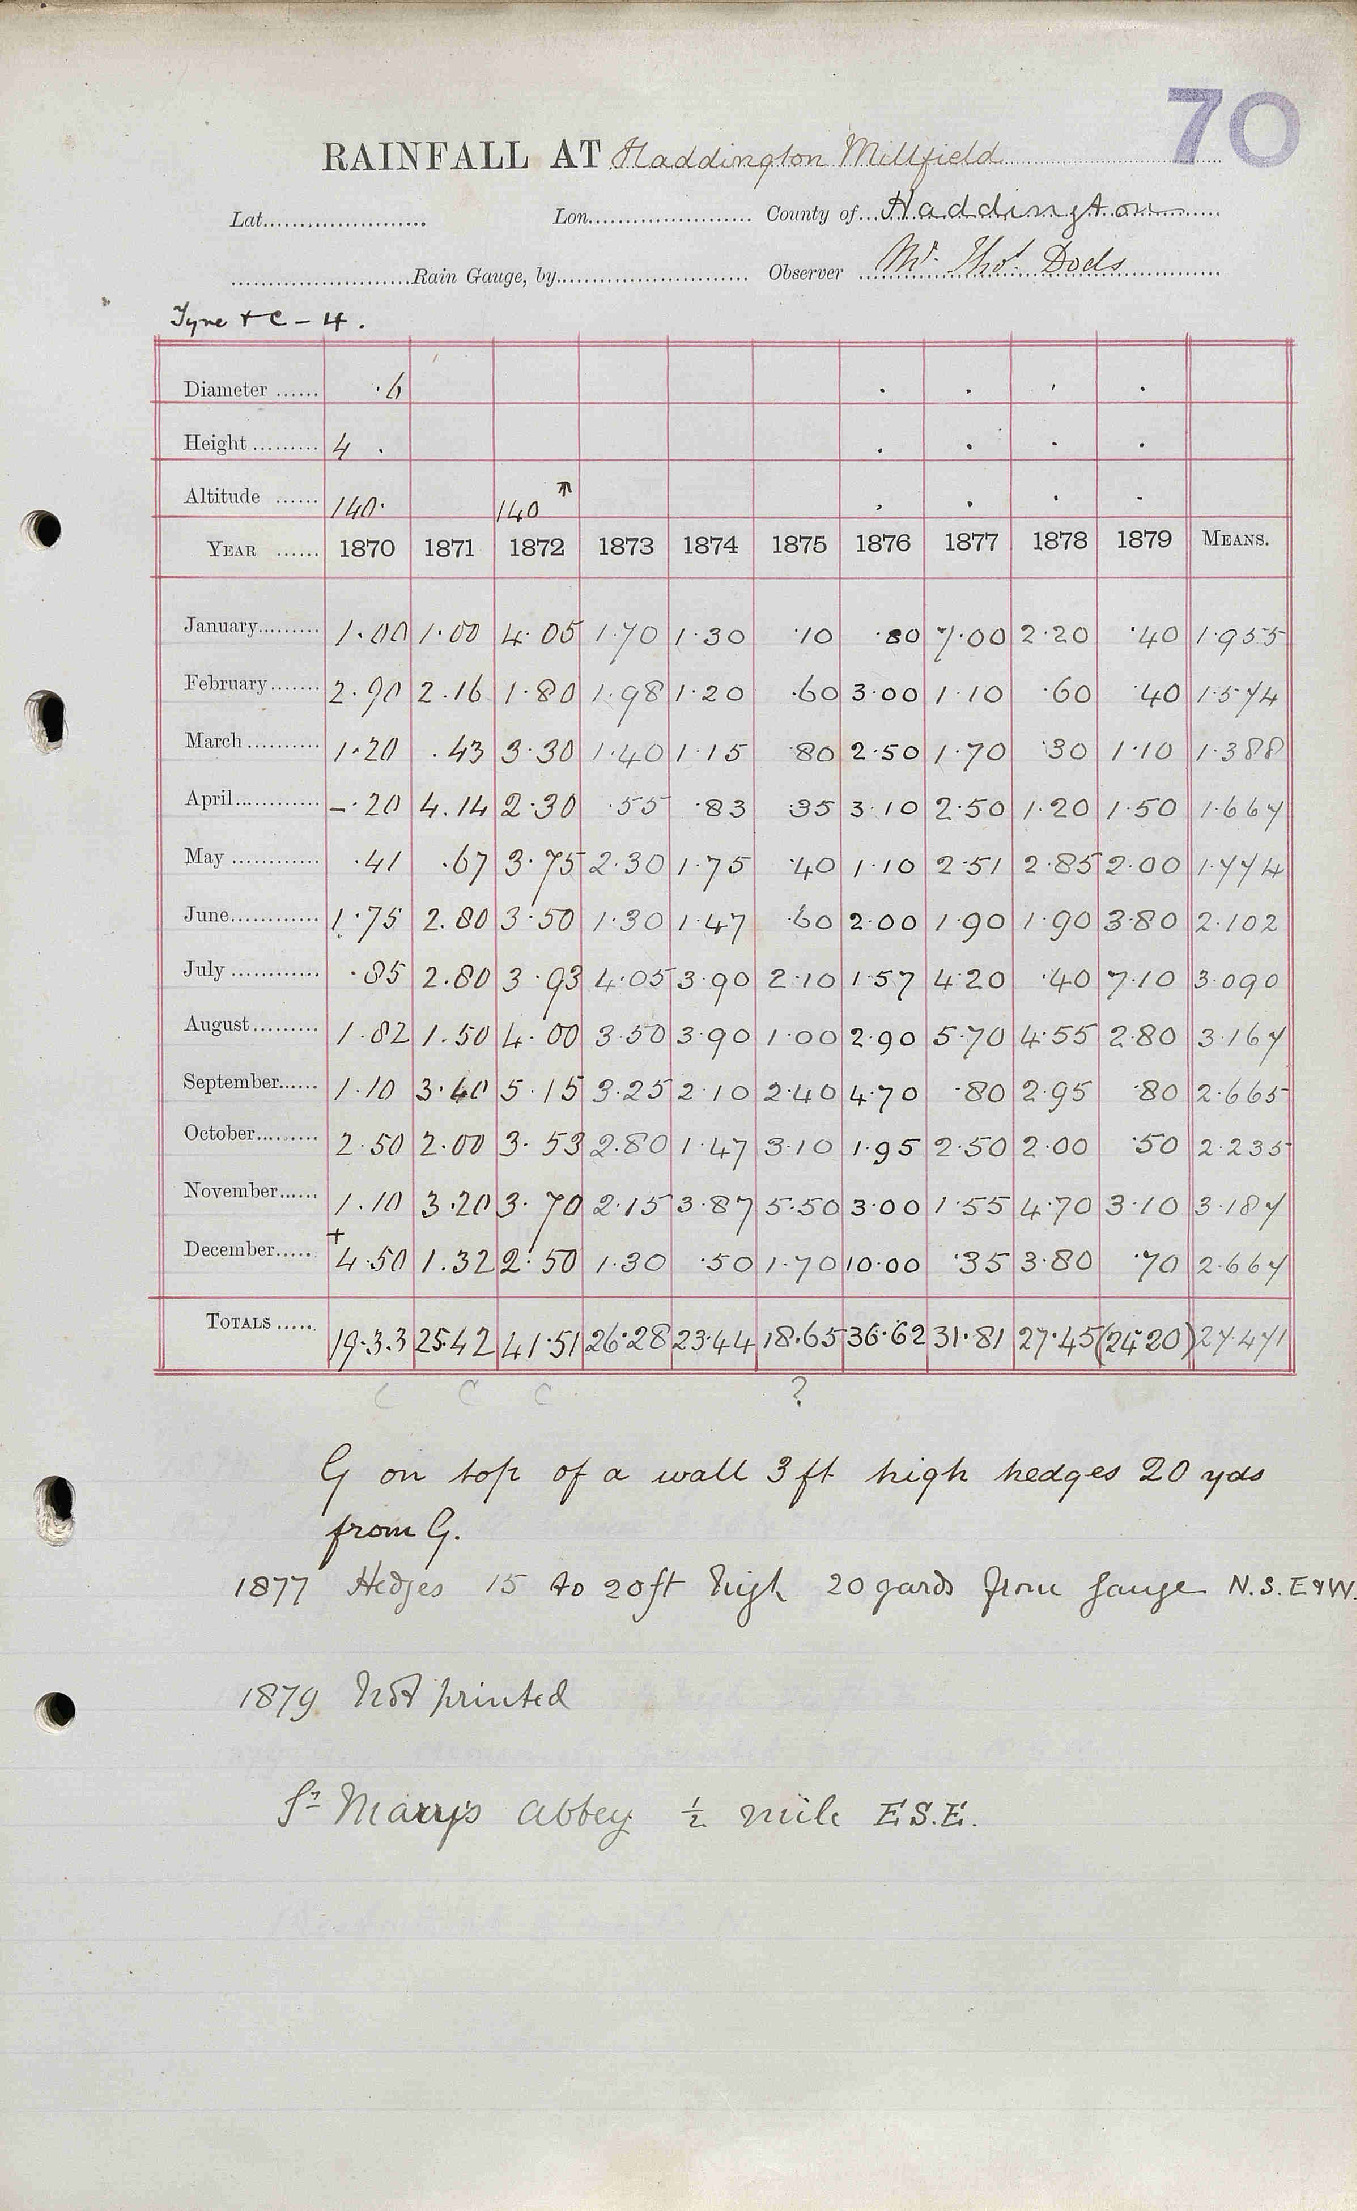 70
RAINFALL AT Haddington Millfield
Lat. Lon. County of Haddington
Rain Gauge, by Observer Mr. Thos. Dods
Tyne + C - 4.
Diameter ...... .6 . . . .
Height ......... 4 . . . . .
Altitude ...... 140. 140 ↑ . . . .
YEAR ...... 1870 1871 1872 1873 1874 1875 1876 1877 1878 1879 MEANS.
January......... 1.00 1.00 4.05 1.70 1.30 .10 .80 7.00 2.20 .40 1.955
February....... 2.90 2.16 1.80 1.98 1.20 .60 3.00 1.10 .60 .40 1.574
March .......... 1.20 .43 3.30 1.40 1.15 .80 2.50 1.70 .30 1.10 1.388
April............ -.20 4.14 2.30 .55 .83 .35 3.10 2.50 1.20 1.50 1.667
May ............ .41 .67 3.75 2.30 1.75 .40 1.10 2.51 2.85 2.00 1.774
June............ 1.75 2.80 3.50 1.30 1.47 .60 2.00 1.90 1.90 3.80 2.102
July ............ .85 2.80 3.93 4.05 3.90 2.10 1.57 4.20 .40 7.10 3.090
August......... 1.82 1.50 4.00 3.50 3.90 1.00 2.90 5.70 4.55 2.80 3.167
September...... 1.10 3.40 5.15 3.25 2.10 2.40 4.70 .80 2.95 .80 2.665
October......... 2.50 2.00 3.53 2.80 1.47 3.10 1.95 2.50 2.00 .50 2.235
November...... 1.10 3.20 3.70 2.15 3.87 5.50 3.00 1.55 4.70 3.10 3.187
December..... + 4.50 1.32 2.50 1.30 .50 1.70 10.00 .35 3.80 .70 2.667
TOTALS ..... 19.33 25.42 41.51 26.28 23.44 18.65 36.62 31.81 27.45 (24.20) 27.471
C C C ?
G on top of a wall 3 ft high hedges 20 yds
from G.
1877 Hedges 15 to 20 ft high 20 yards from gauge N.S.E & W.
1879 Not printed
St Marys Abbey ½ mile E.S.E.